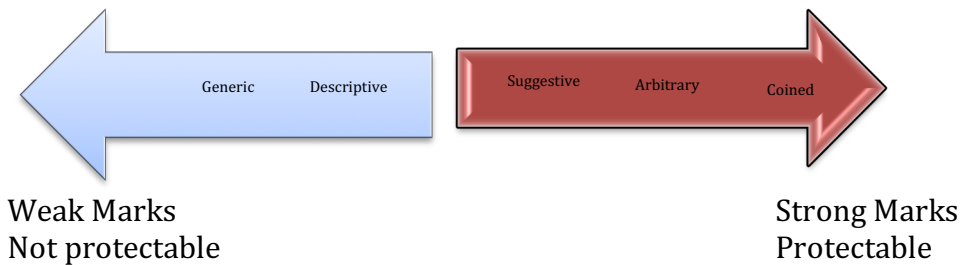 Generic Descriptive Suggestive Arbitrary Coined
Weak Marks
Not protectable
Strong Marks
Protectable